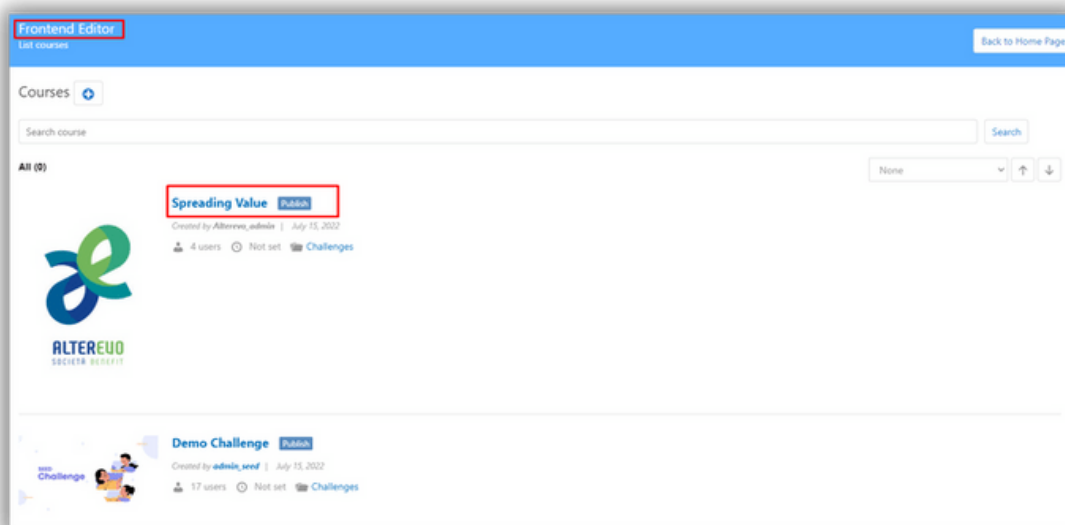 Frontend Editor
List courses
Back to Home Page
Courses
Search course
Search
All (0)
None
Spreading Value Publish
Created by Alterevo_admin | July 15, 2022
4 users Not set Challenges
ALTEREVO
SOCIETÀ BENEFIT
Demo Challenge Publish
Created by admin_seed | July 15, 2022
17 users Not set Challenges
SEED
Challenge